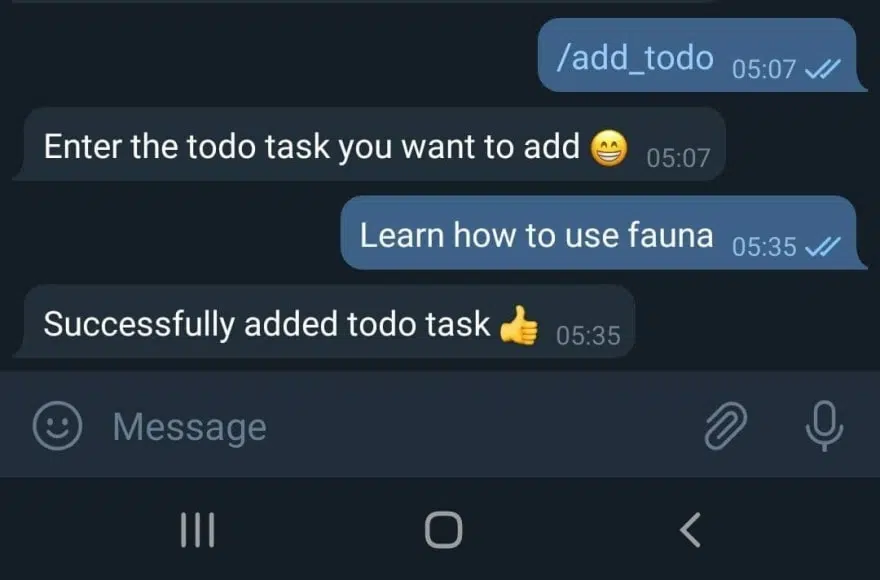 /add_todo 05:07
Enter the todo task you want to add 😁 05:07
Learn how to use fauna 05:35
Successfully added todo task 👍 05:35
Message